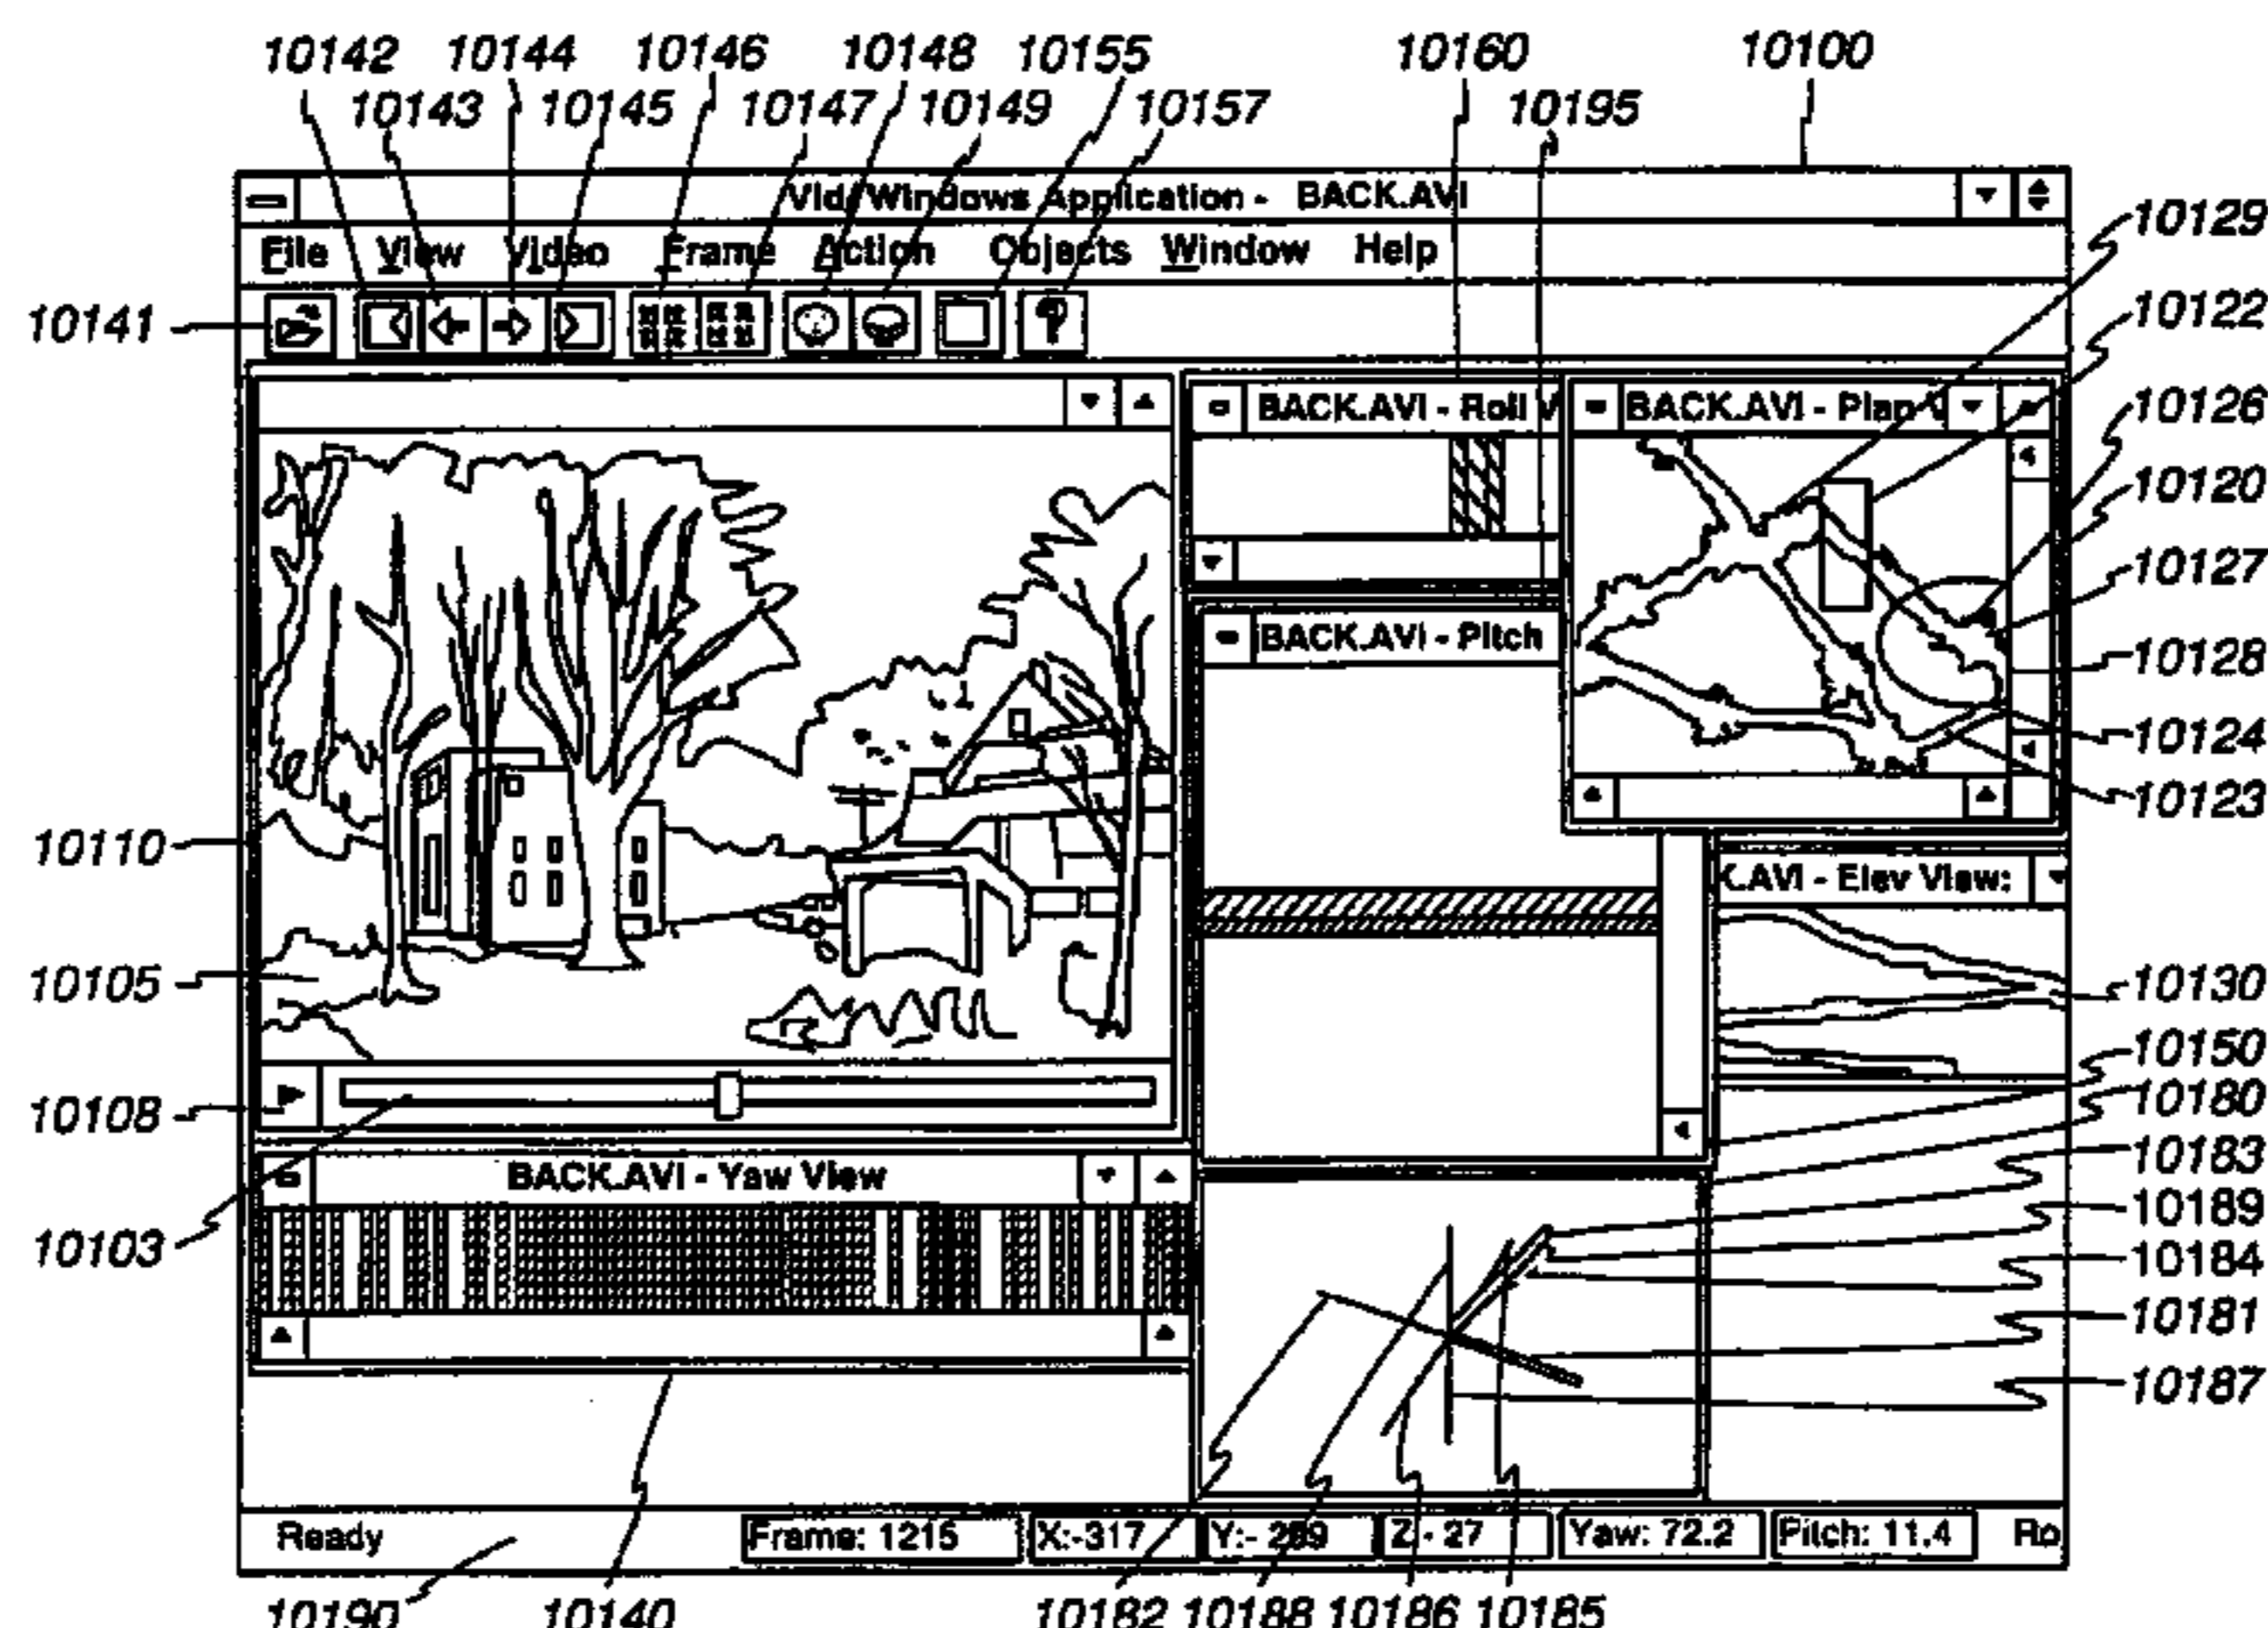 10142 10144 10146 10148 10155 10160 10100
10143 10145 10147 10149 10157 10195
Vid/Windows Application - BACK.AVI
10129
File View Video Frame Action Objects Window Help
10122
10141
10126
BACK.AVI - Roll V
BACK.AVI - Plan V
10120
10127
BACK.AVI - Pitch
10128
10124
10123
10110
K.AVI - Elev View:
10105
10130
10150
10108
10180
10183
BACK.AVI - Yaw View
10189
10103
10184
10181
10187
Ready Frame: 1215 X:-317 Y:- 299 Z:- 27 Yaw: 72.2 Pitch: 11.4 Ro
10190 10140 10182 10188 10186 10185